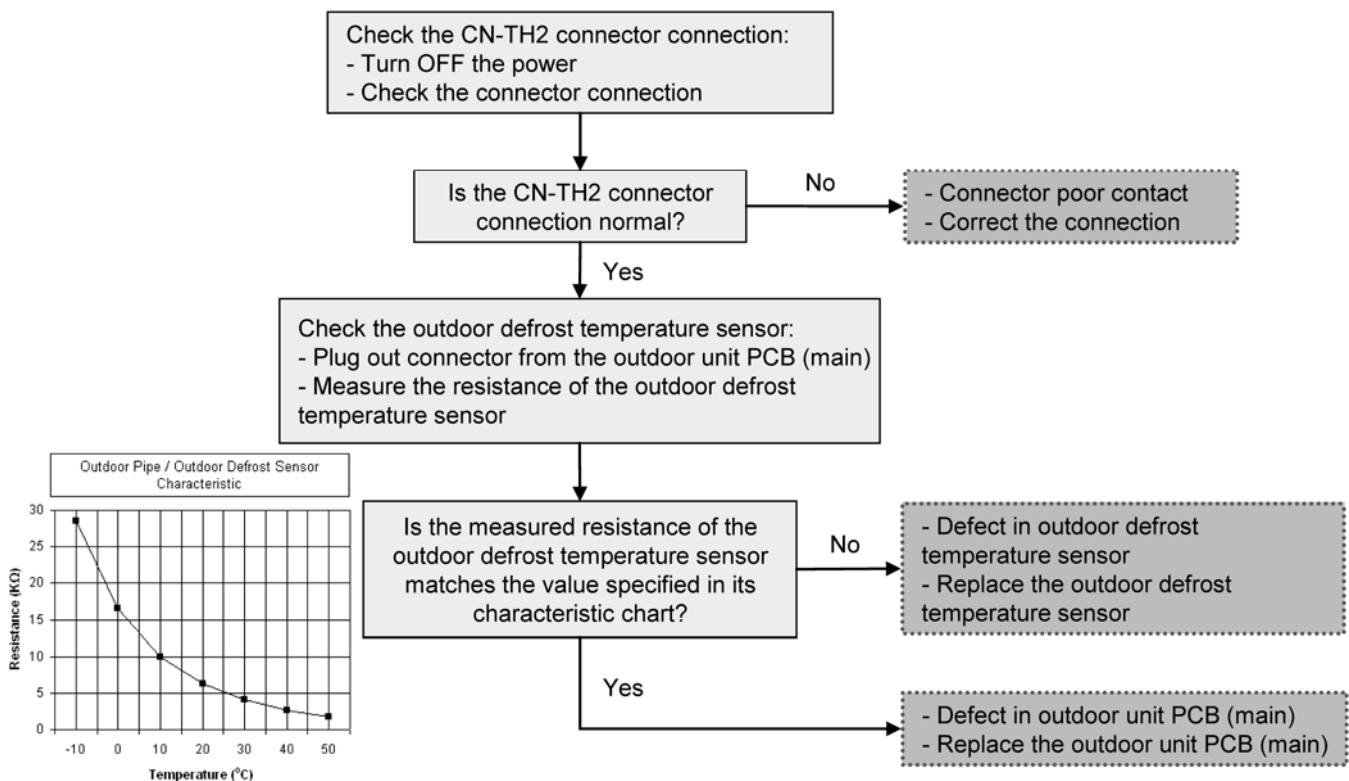 Check the CN-TH2 connector connection:
- Turn OFF the power
- Check the connector connection
Is the CN-TH2 connector
connection normal?
No
- Connector poor contact
- Correct the connection
Yes
Check the outdoor defrost temperature sensor:
- Plug out connector from the outdoor unit PCB (main)
- Measure the resistance of the outdoor defrost
temperature sensor
Outdoor Pipe / Outdoor Defrost Sensor
Characteristic
Resistance (KΩ)
30
25
20
15
10
5
0
-10 0 10 20 30 40 50
Temperature (⁰C)
Is the measured resistance of the
outdoor defrost temperature sensor
matches the value specified in its
characteristic chart?
No
- Defect in outdoor defrost
temperature sensor
- Replace the outdoor defrost
temperature sensor
Yes
- Defect in outdoor unit PCB (main)
- Replace the outdoor unit PCB (main)